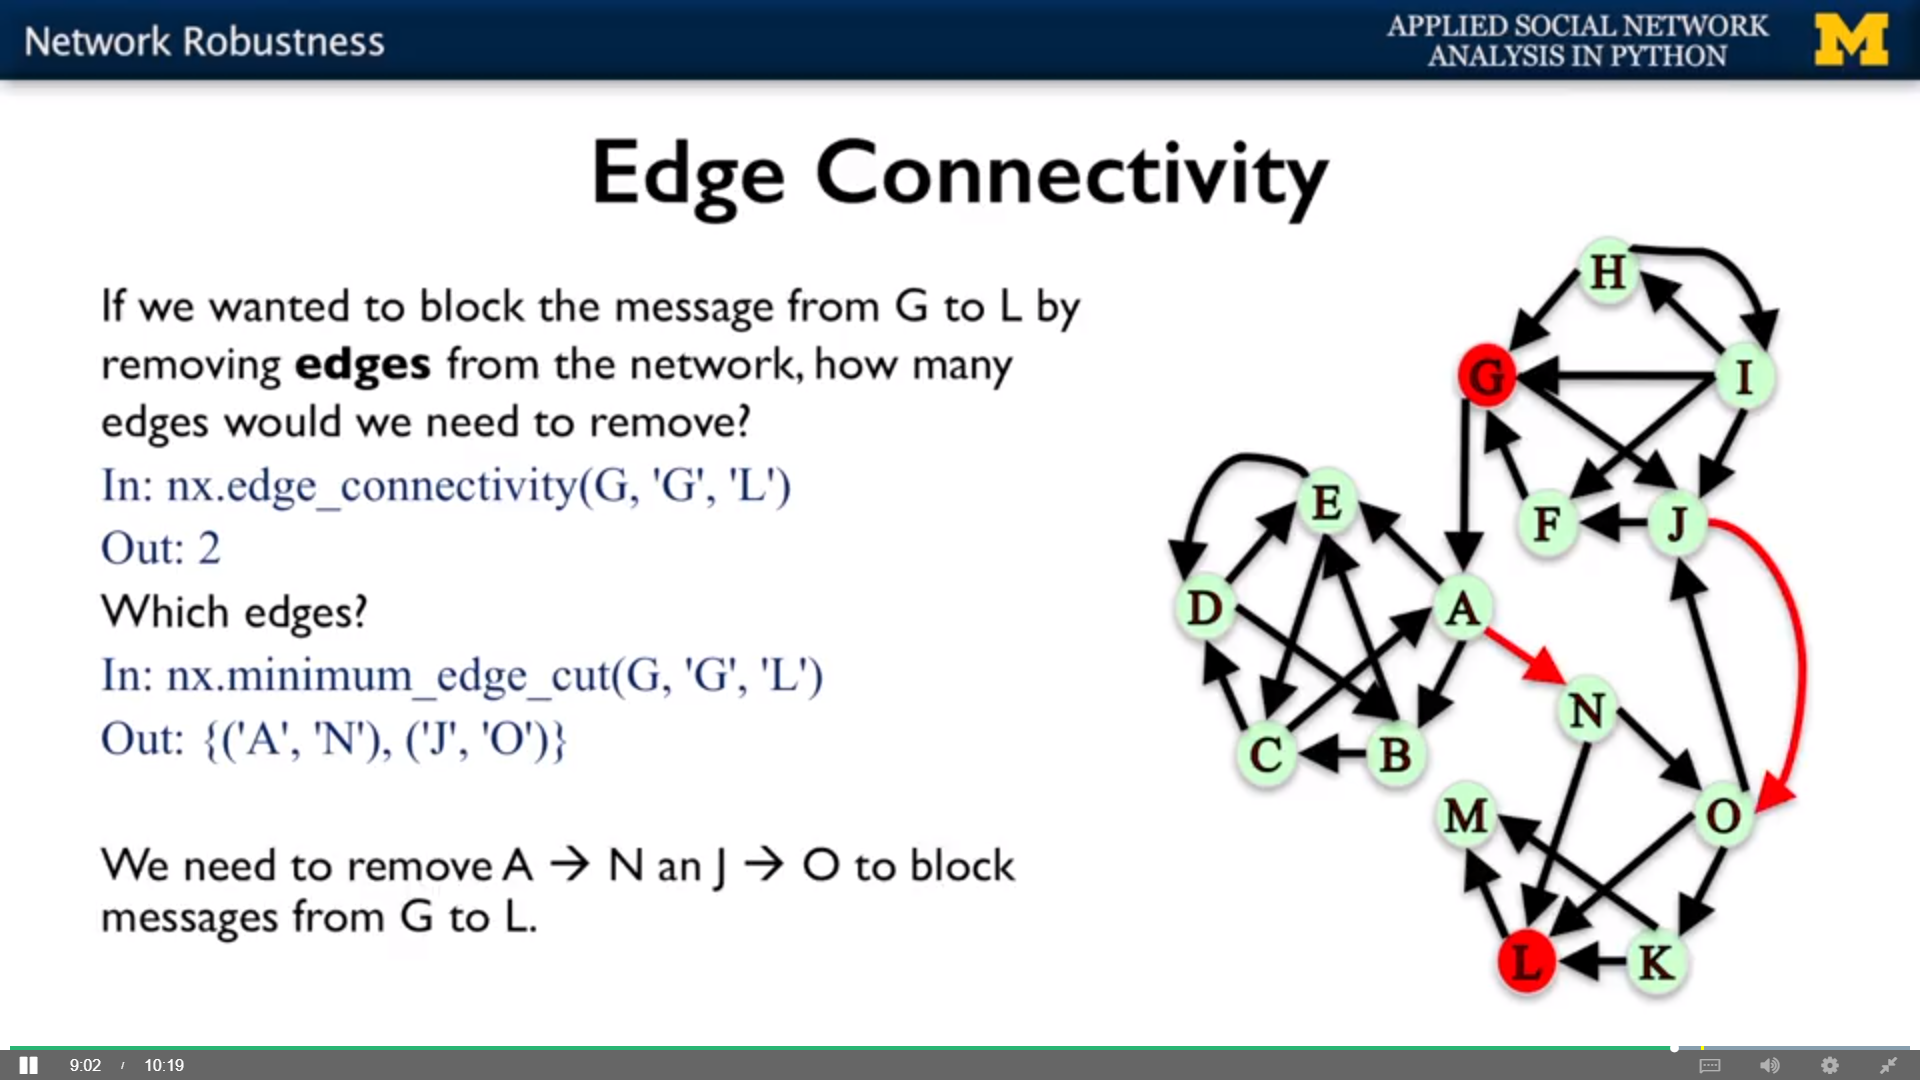 Network Robustness
APPLIED SOCIAL NETWORK
ANALYSIS IN PYTHON
M
Edge Connectivity
If we wanted to block the message from G to L by
removing edges from the network, how many
edges would we need to remove?
In: nx.edge_connectivity(G, 'G', 'L')
Out: 2
Which edges?
In: nx.minimum_edge_cut(G, 'G', 'L')
Out: {('A', 'N'), ('J', 'O')}
We need to remove A → N an J → O to block
messages from G to L.
H
G
I
E
F
J
D
A
N
C
B
M
O
L
K
9:02 / 10:19